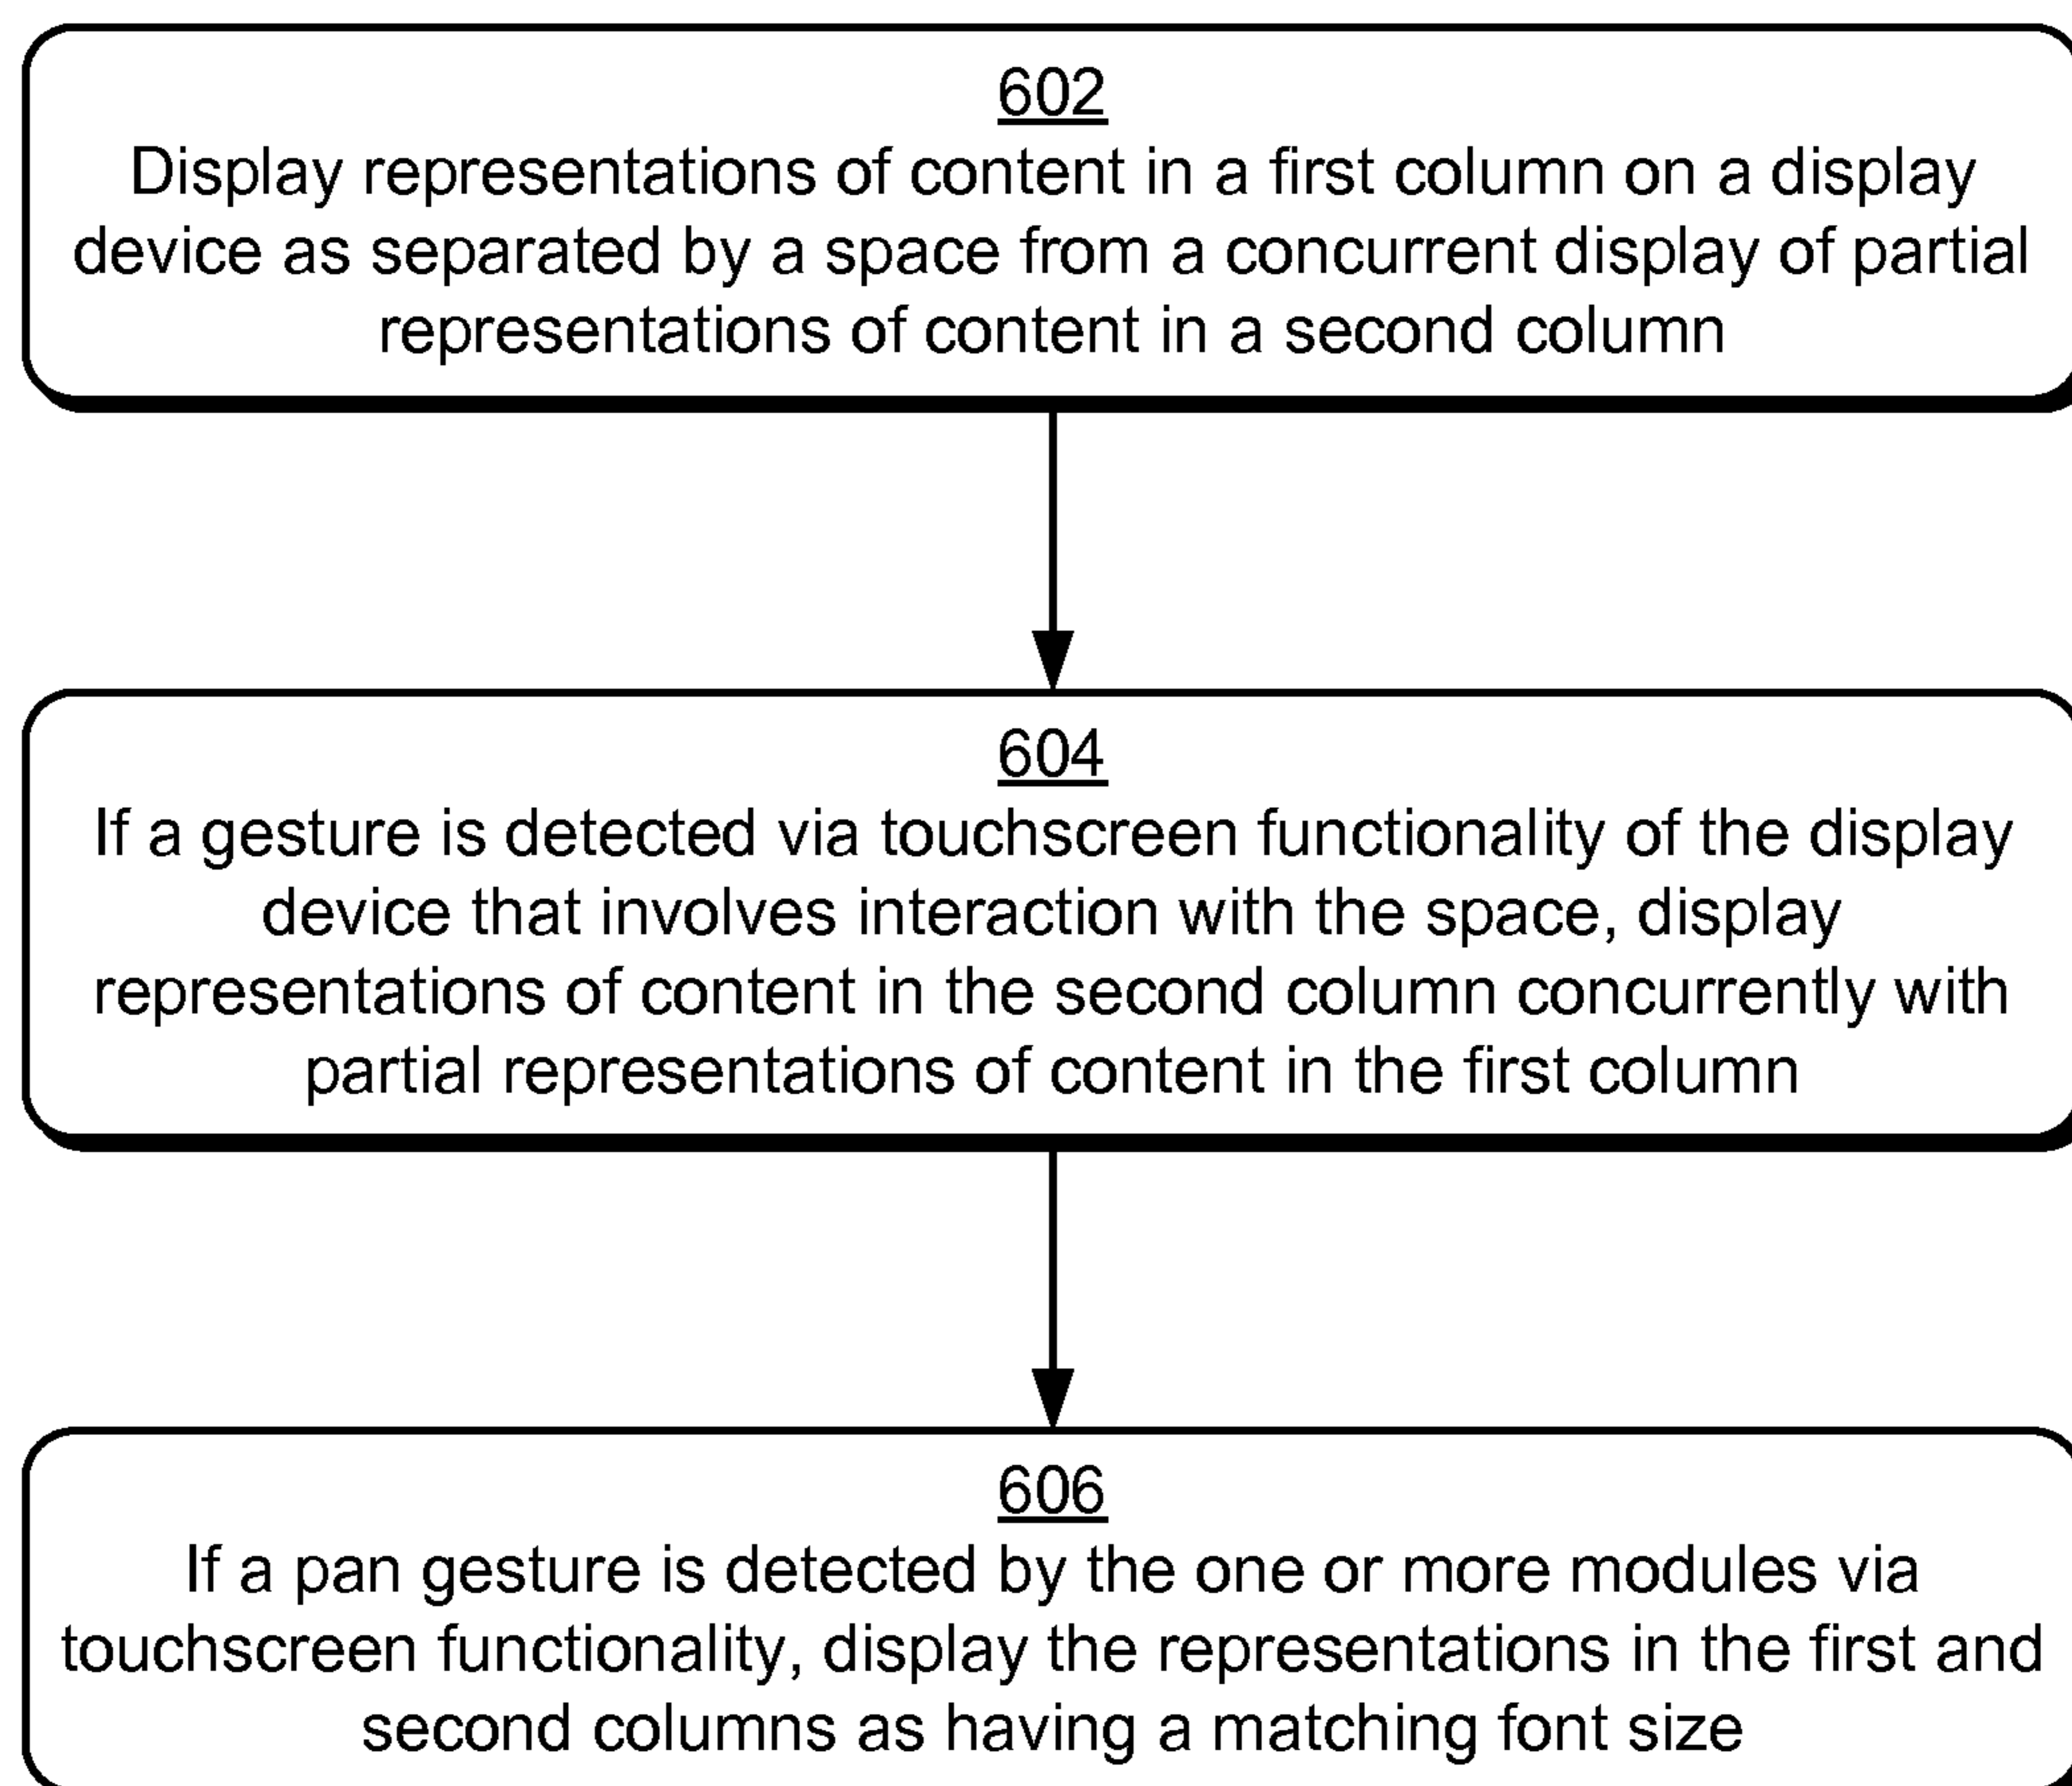 602
Display representations of content in a first column on a display
device as separated by a space from a concurrent display of partial
representations of content in a second column
604
If a gesture is detected via touchscreen functionality of the display
device that involves interaction with the space, display
representations of content in the second column concurrently with
partial representations of content in the first column
606
If a pan gesture is detected by the one or more modules via
touchscreen functionality, display the representations in the first and
second columns as having a matching font size